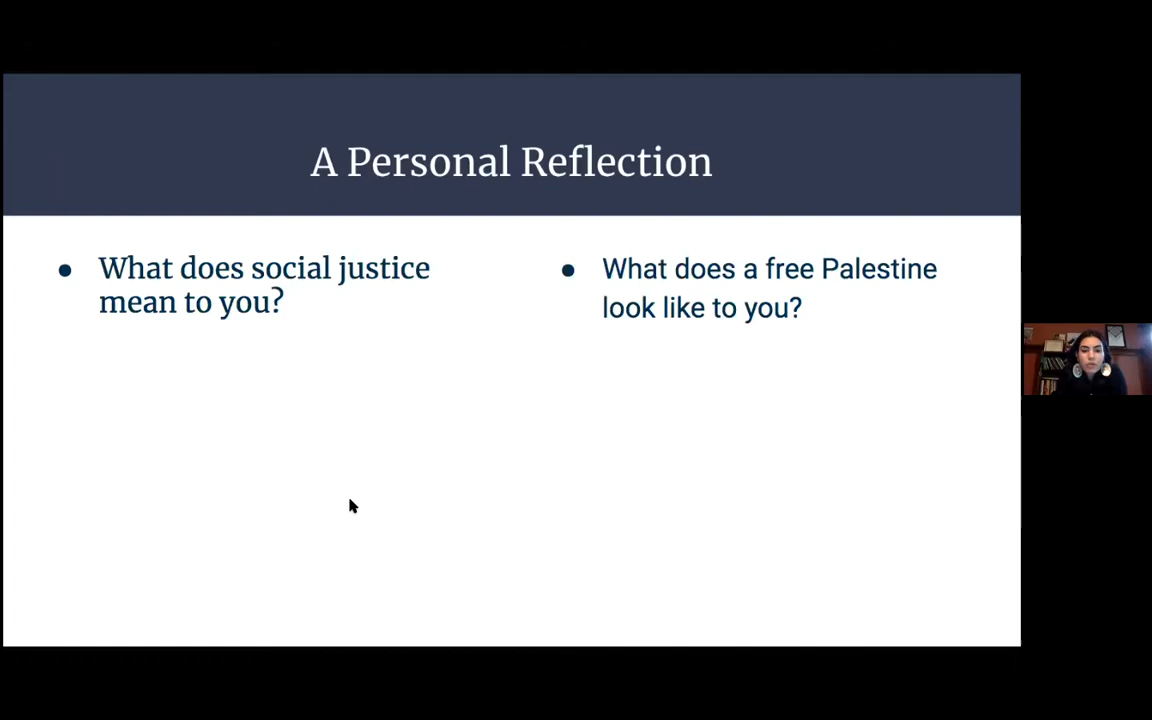 A Personal Reflection
● What does social justice
mean to you?
● What does a free Palestine
look like to you?